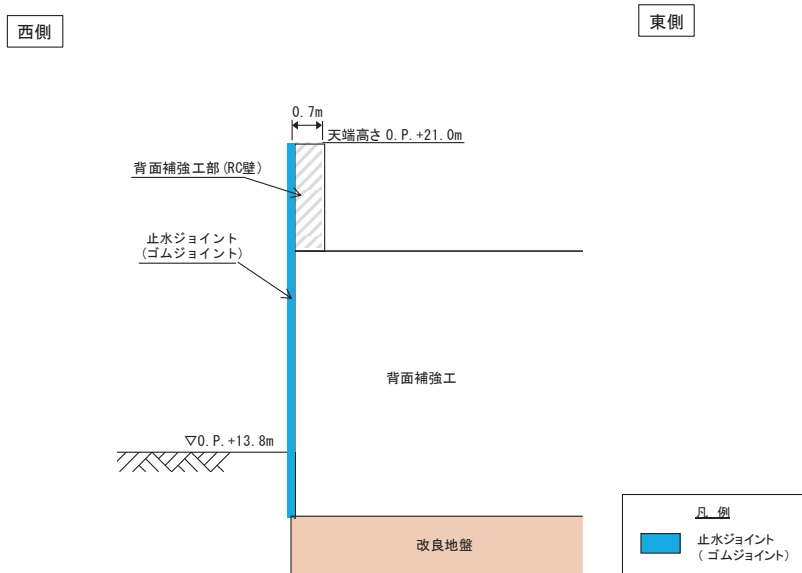 西側
東側
0.7m
天端高さ O.P.+21.0m
背面補強工部(RC壁)
止水ジョイント
(ゴムジョイント)
背面補強工
▽O.P.+13.8m
改良地盤
凡 例
止水ジョイント
( ゴムジョイント)